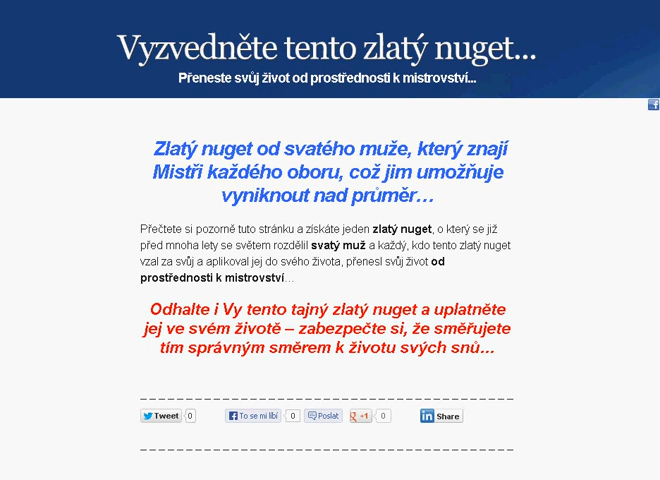 Vyzvedněte tento zlatý nuget...
Přeneste svůj život od prostřednosti k mistrovství...
Zlatý nuget od svatého muže, který znají
Mistři každého oboru, což jim umožňuje
vyniknout nad průměr…
Přečtete si pozorně tuto stránku a získáte jeden zlatý nuget, o který se již
před mnoha lety se světem rozdělil svatý muž a každý, kdo tento zlatý nuget
vzal za svůj a aplikoval jej do svého života, přenesl svůj život od
prostřednosti k mistrovství…
Odhalte i Vy tento tajný zlatý nuget a uplatněte
jej ve svém životě – zabezpečte si, že směřujete
tím správným směrem k životu svých snů…
Tweet 0 To se mi líbí 0 Poslat +1 0 Share